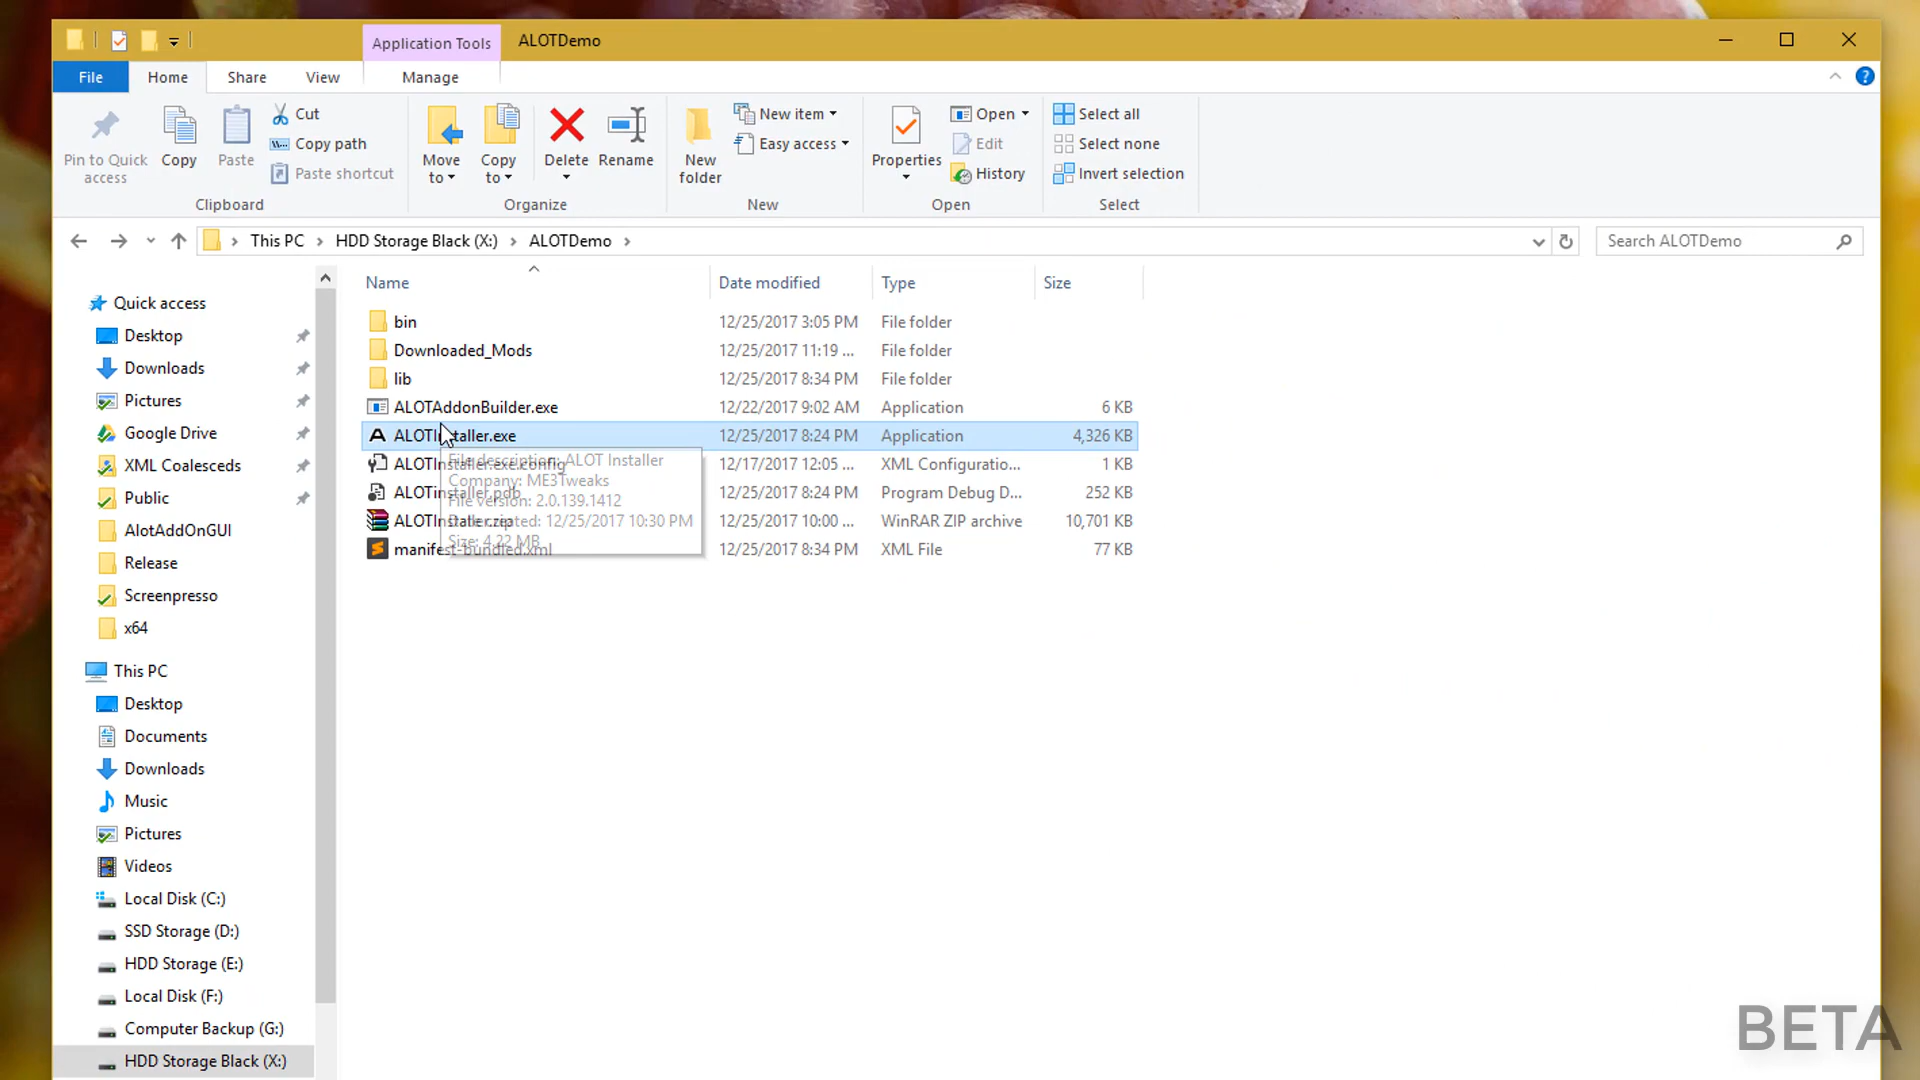 Application Tools
ALOTDemo
File
Home
Share
View
Manage
Pin to Quick access
Copy
Paste
Cut
Copy path
Paste shortcut
Clipboard
Move to
Copy to
Delete
Rename
Organize
New folder
New item
Easy access
New
Properties
Open
Edit
History
Open
Select all
Select none
Invert selection
Select
This PC > HDD Storage Black (X:) > ALOTDemo >
Search ALOTDemo
Name Date modified Type Size
bin 12/25/2017 3:05 PM File folder
Downloaded_Mods 12/25/2017 11:19 ... File folder
lib 12/25/2017 8:34 PM File folder
ALOTAddonBuilder.exe 12/22/2017 9:02 AM Application 6 KB
ALOTInstaller.exe 12/25/2017 8:24 PM Application 4,326 KB
ALOTInstaller.exe.config 12/17/2017 12:05 ... XML Configuratio... 1 KB
ALOTInstaller.pdb 12/25/2017 8:24 PM Program Debug D... 252 KB
ALOTInstaller.zip 12/25/2017 10:00 ... WinRAR ZIP archive 10,701 KB
manifest-bundled.xml 12/25/2017 8:34 PM XML File 77 KB
File description: ALOT Installer
Company: ME3Tweaks
File version: 2.0.139.1412
Date created: 12/25/2017 10:30 PM
Size: 4.22 MB
Quick access
Desktop
Downloads
Pictures
Google Drive
XML Coalesceds
Public
AlotAddOnGUI
Release
Screenpresso
x64
This PC
Desktop
Documents
Downloads
Music
Pictures
Videos
Local Disk (C:)
SSD Storage (D:)
HDD Storage (E:)
Local Disk (F:)
Computer Backup (G:)
HDD Storage Black (X:)
BETA